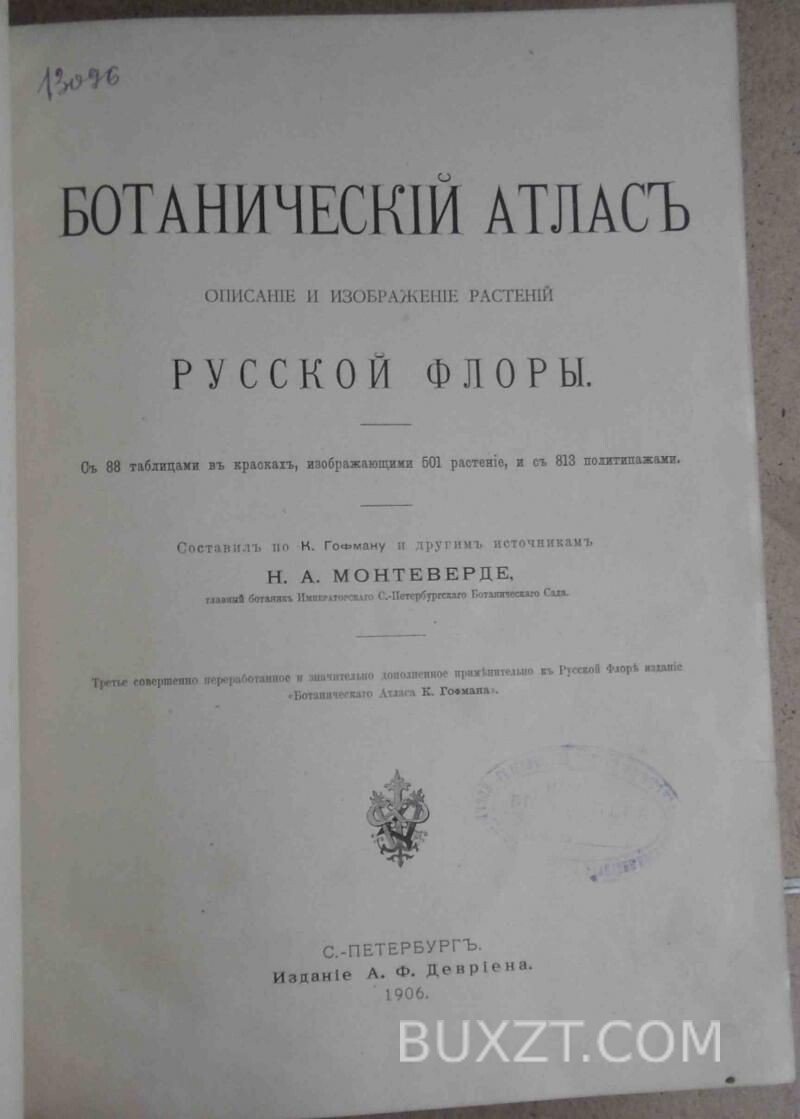 13096
БОТАНИЧЕСКІЙ АТЛАСЪ
ОПИСАНІЕ И ИЗОБРАЖЕНІЕ РАСТЕНІЙ
РУССКОЙ ФЛОРЫ.
Съ 88 таблицами въ краскахъ, изображающими 501 растеніе, и съ 813 политипажами.
Составилъ по К. Гофману и другимъ источникамъ
Н. А. МОНТЕВЕРДЕ,
главный ботаникъ Императорскаго С.-Петербургскаго Ботаническаго Сада.
Третье совершенно переработанное и значительно дополненное примѣнительно къ Русской Флорѣ изданіе
«Ботаническаго Атласа К. Гофмана».
С.-ПЕТЕРБУРГЪ.
Изданіе А. Ф. Девріена.
1906.
BUXZT.COM